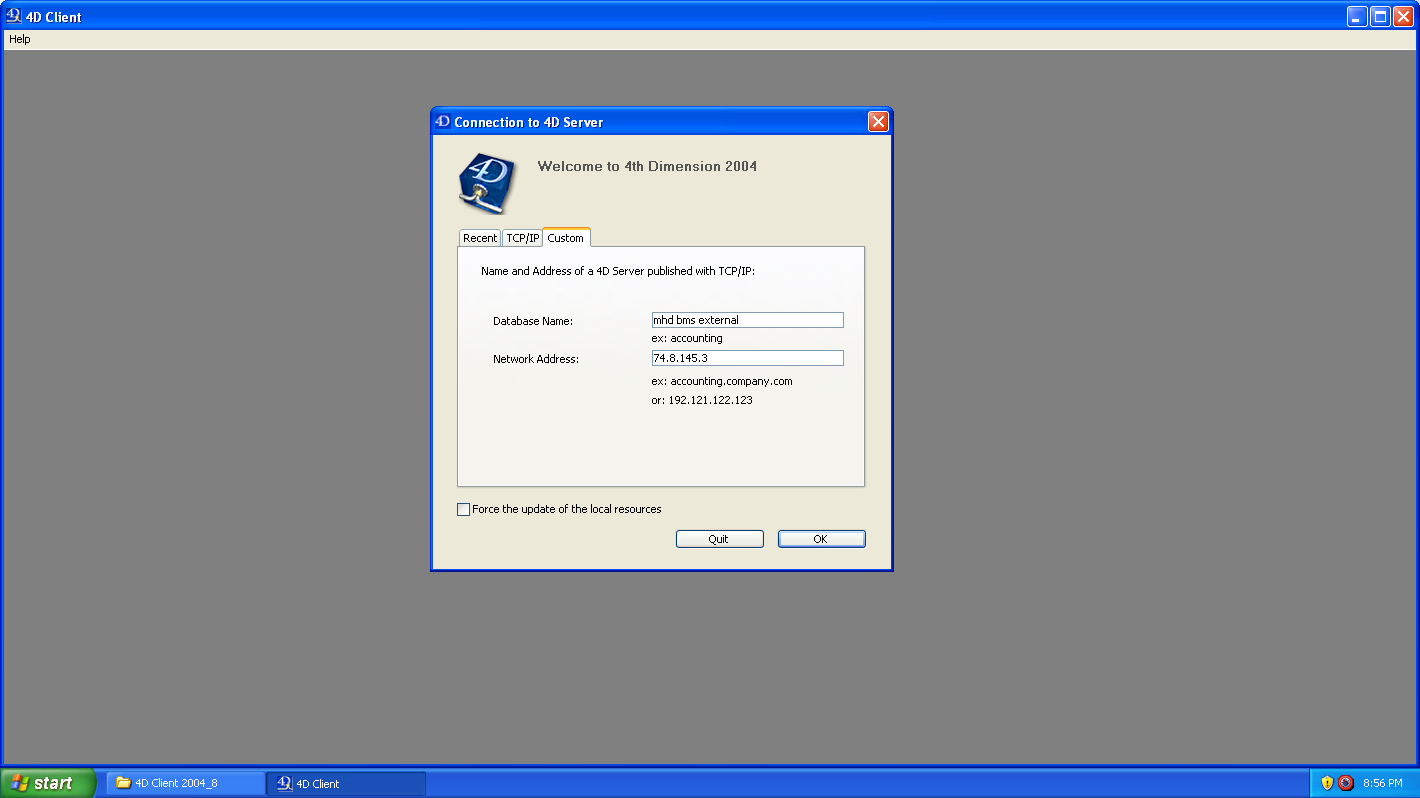 4D Client
Help
Connection to 4D Server
Welcome to 4th Dimension 2004
Recent TCP/IP Custom
Name and Address of a 4D Server published with TCP/IP:
Database Name: mhd bms external
ex: accounting
Network Address: 74.8.145.3
ex: accounting.company.com
or: 192.121.122.123
Force the update of the local resources
Quit OK
start 4D Client 2004_8 4D Client 8:56 PM